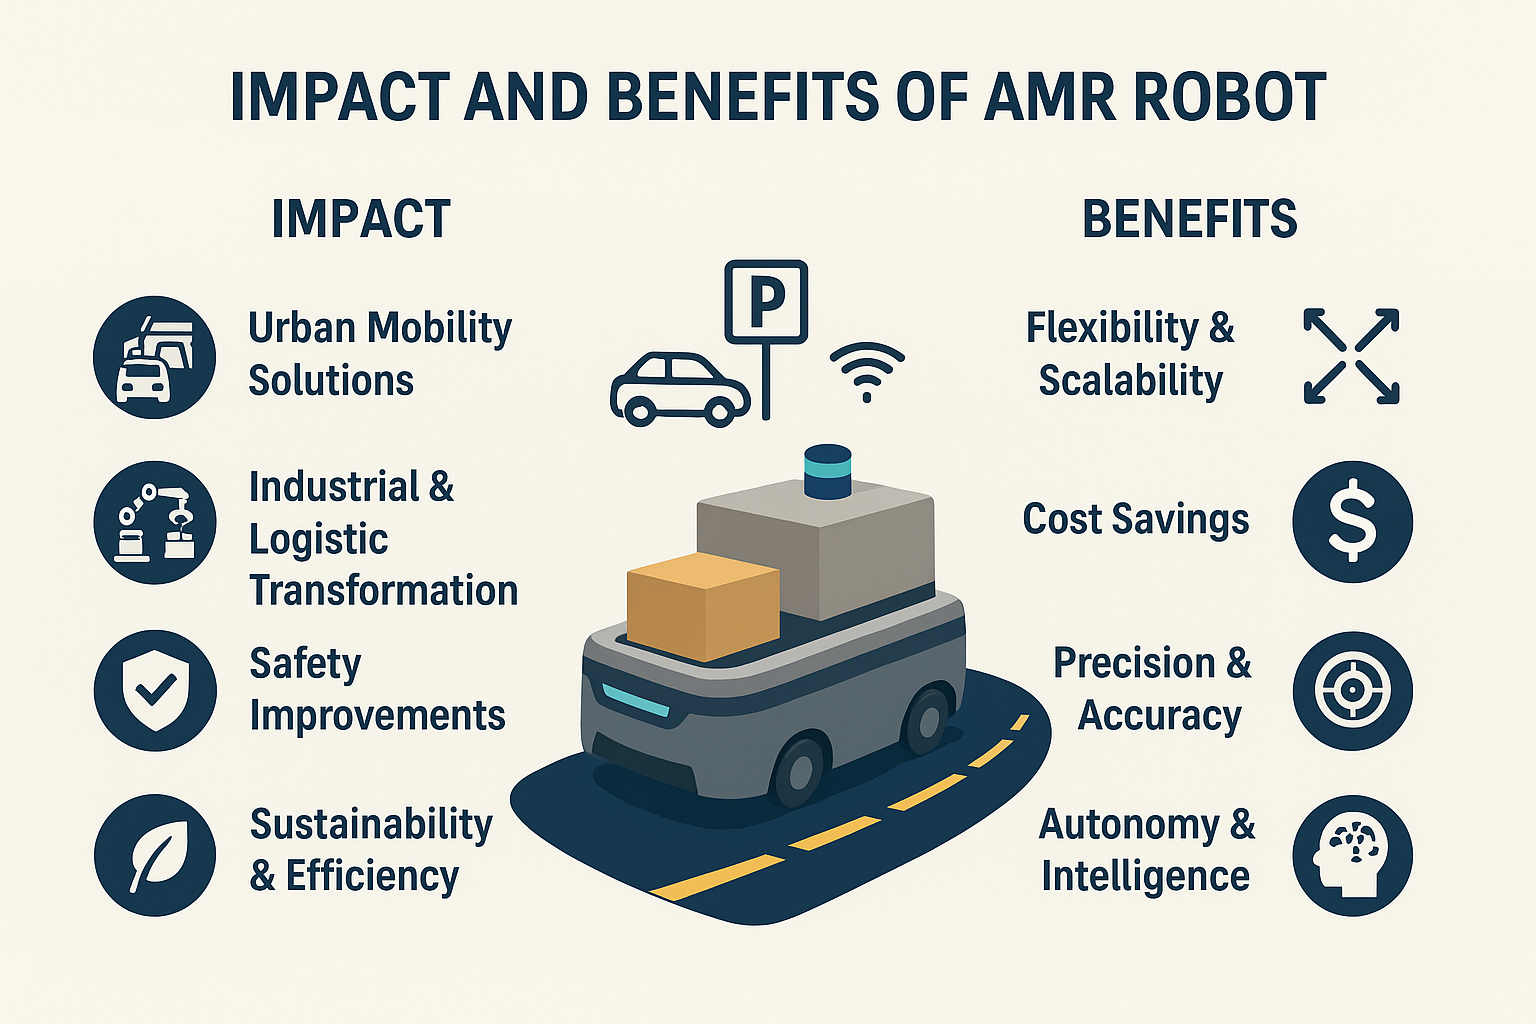 IMPACT AND BENEFITS OF AMR ROBOT
IMPACT
Urban Mobility
Solutions
Industrial &
Logistic
Transformation
Safety
Improvements
Sustainability
& Efficiency
P
BENEFITS
Flexibility &
Scalability
Cost Savings
$
Precision &
Accuracy
Autonomy &
Intelligence